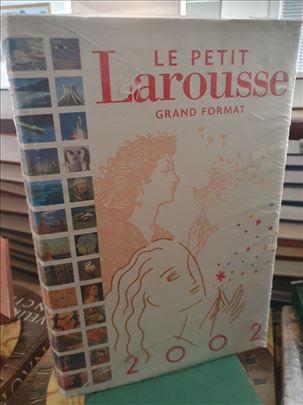 LE PETIT
Larousse
GRAND FORMAT
2002